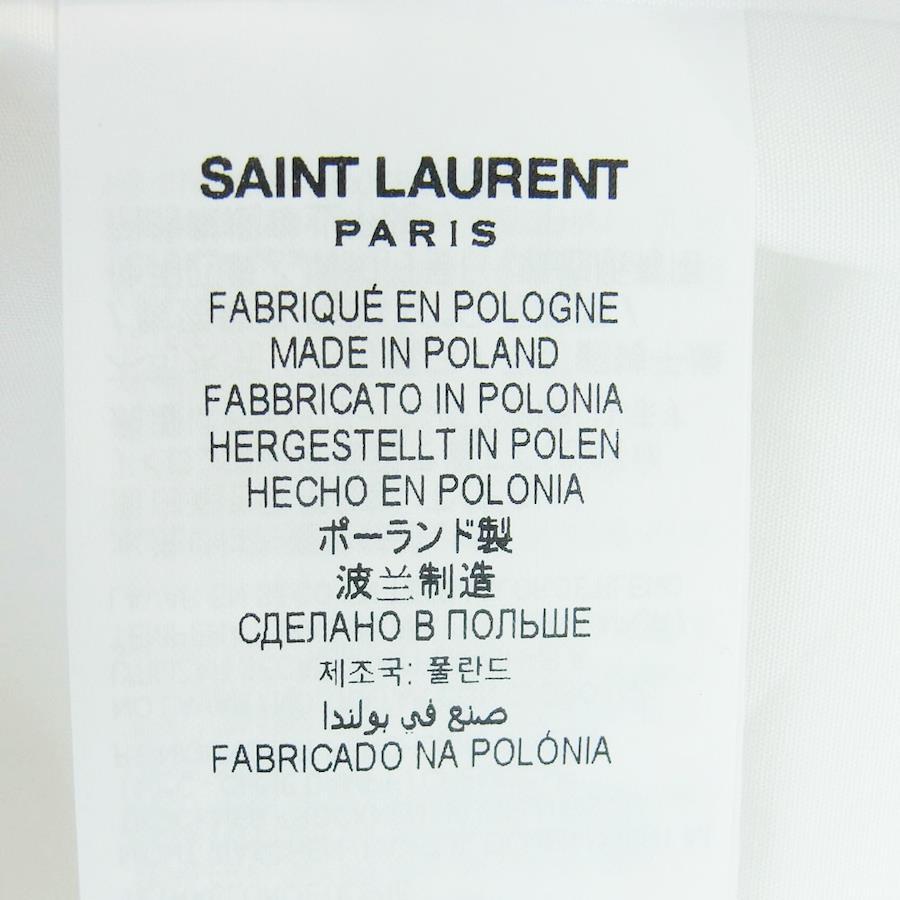 SAINT LAURENT
PARIS
FABRIQUÉ EN POLOGNE
MADE IN POLAND
FABBRICATO IN POLONIA
HERGESTELLT IN POLEN
HECHO EN POLONIA
ポーランド製
波兰制造
СДЕЛАНО В ПОЛЬШЕ
제조국: 폴란드
صنع في بولندا
FABRICADO NA POLÓNIA